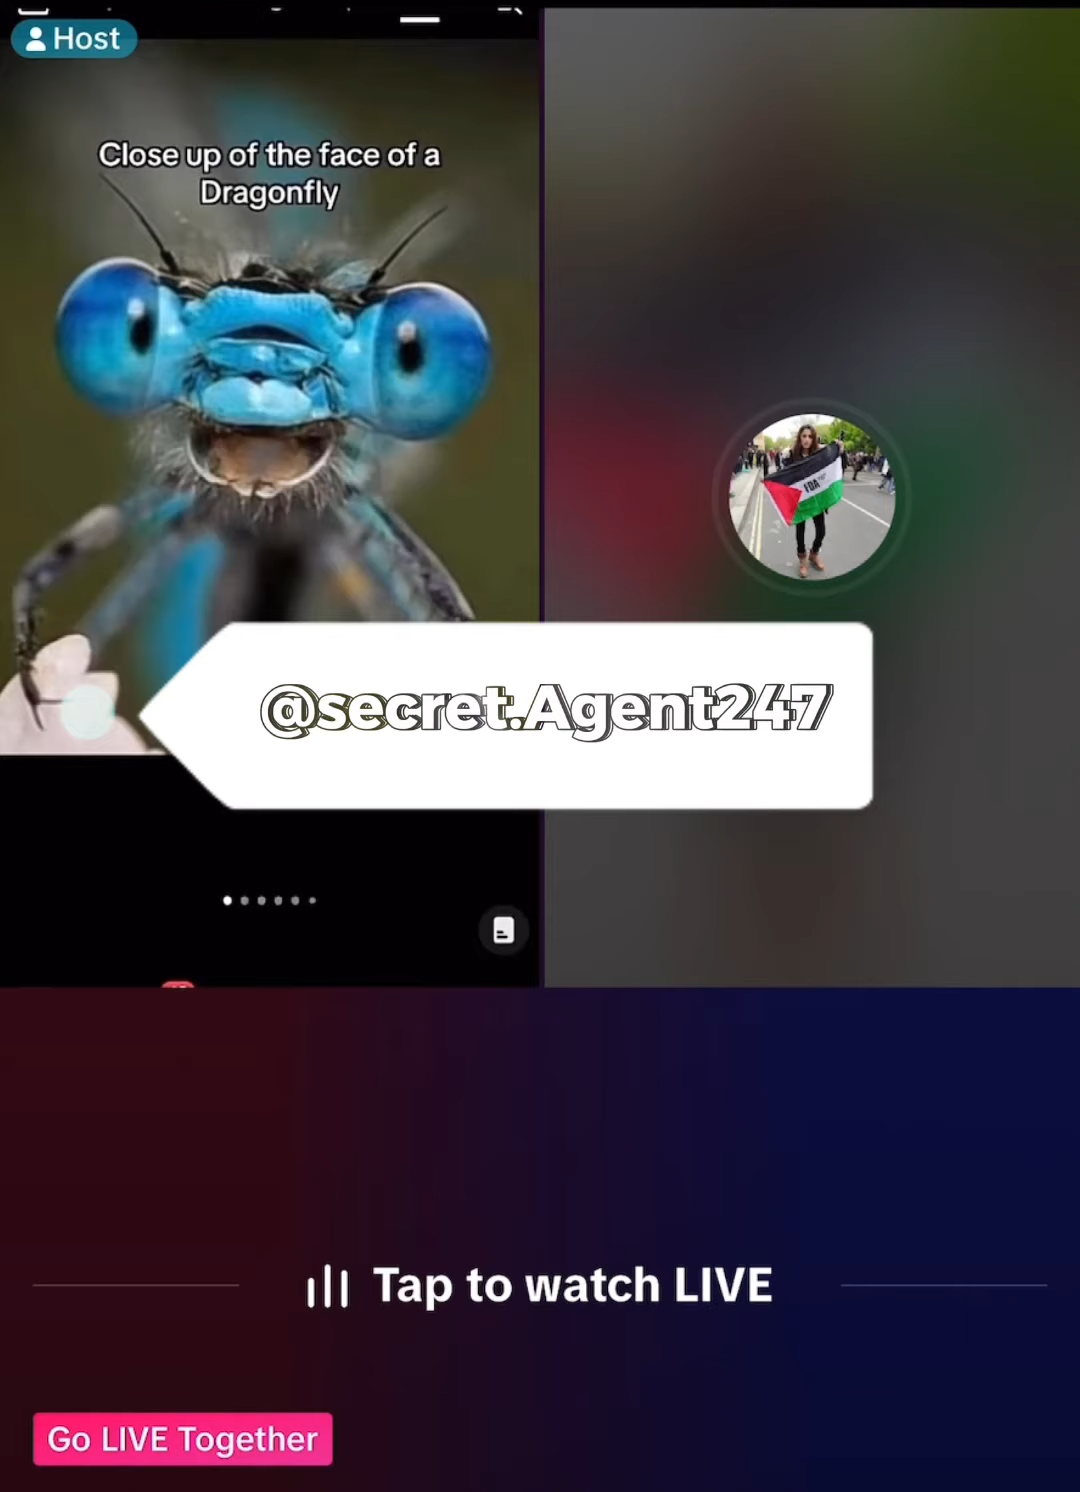 Host
Close up of the face of a
Dragonfly
@secret.Agent247
Tap to watch LIVE
Go LIVE Together